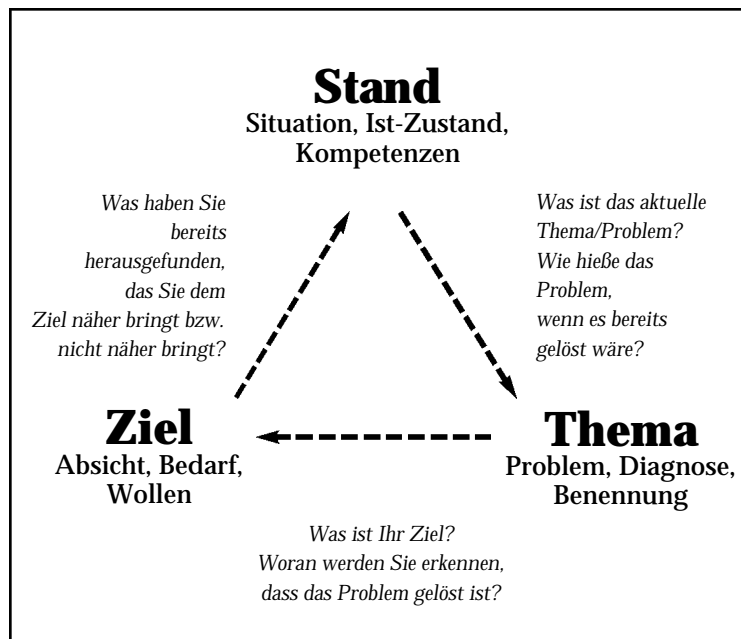 Stand
Situation, Ist-Zustand,
Kompetenzen
Was haben Sie
bereits
herausgefunden,
das Sie dem
Ziel näher bringt bzw.
nicht näher bringt?
Was ist das aktuelle
Thema/Problem?
Wie hieße das
Problem,
wenn es bereits
gelöst wäre?
Ziel
Absicht, Bedarf,
Wollen
Thema
Problem, Diagnose,
Benennung
Was ist Ihr Ziel?
Woran werden Sie erkennen,
dass das Problem gelöst ist?